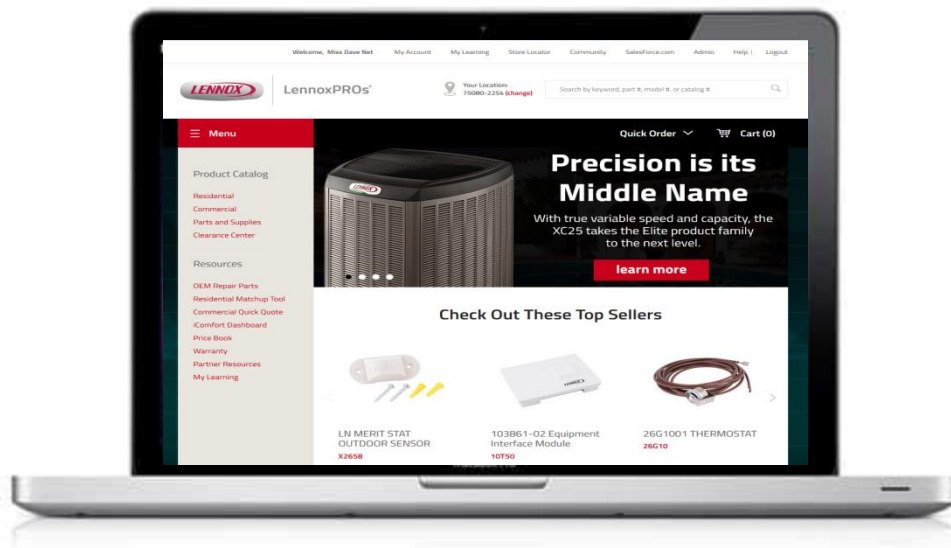 Welcome, Miss Dave Net My Account My Learning Store Locator Community SalesForce.com Admin Help Logout
LENNOX LennoxPROs
Your Location:
75080-2254 (change)
Search by keyword, part #, model #, or catalog #
Menu
Quick Order Cart (0)
Product Catalog
Residential
Commercial
Parts and Supplies
Clearance Center
Resources
OEM Repair Parts
Residential Matchup Tool
Commercial Quick Quote
iComfort Dashboard
Price Book
Warranty
Partner Resources
My Learning
LENNOX
Precision is its
Middle Name
With true variable speed and capacity, the
XC25 takes the Elite product family
to the next level.
learn more
Check Out These Top Sellers
LENNOX
LN MERIT STAT
OUTDOOR SENSOR
X2658
103861-02 Equipment
Interface Module
10T50
26G1001 THERMOSTAT
26G10